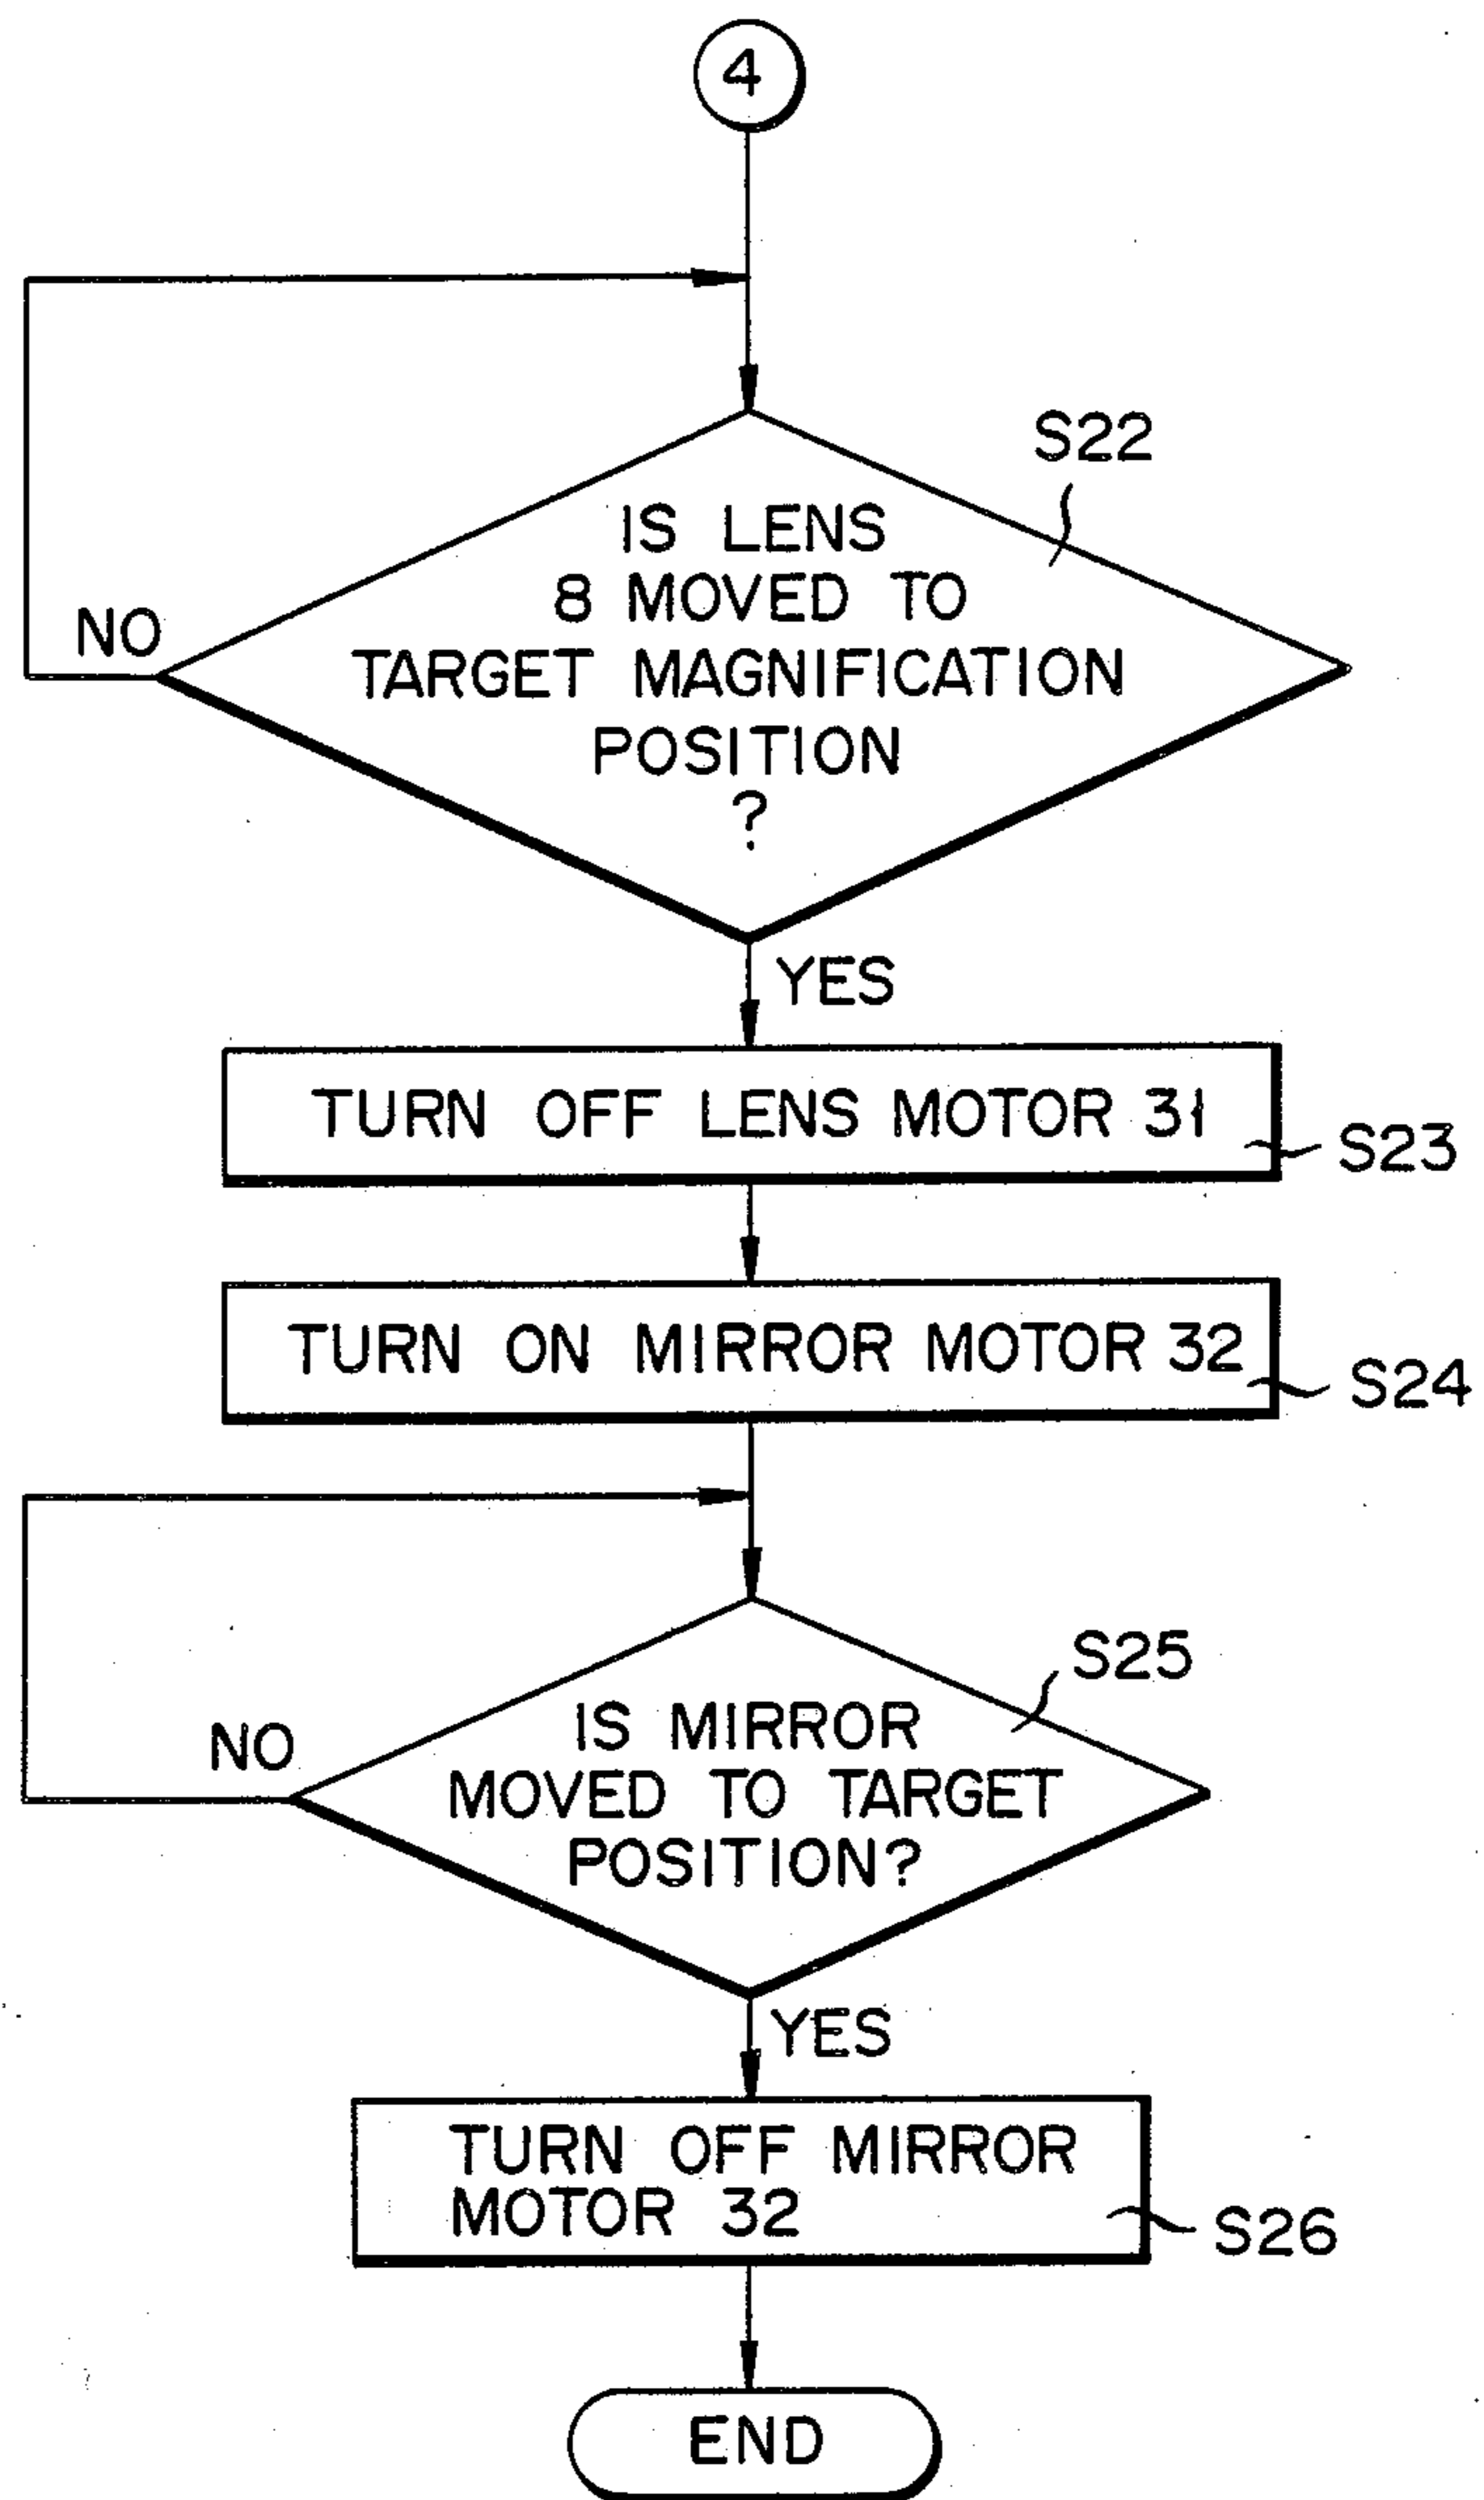 4
S22
IS LENS
8 MOVED TO
TARGET MAGNIFICATION
POSITION
?
NO
YES
TURN OFF LENS MOTOR 31
S23
TURN ON MIRROR MOTOR 32
S24
S25
IS MIRROR
MOVED TO TARGET
POSITION?
NO
YES
TURN OFF MIRROR
MOTOR 32
S26
END